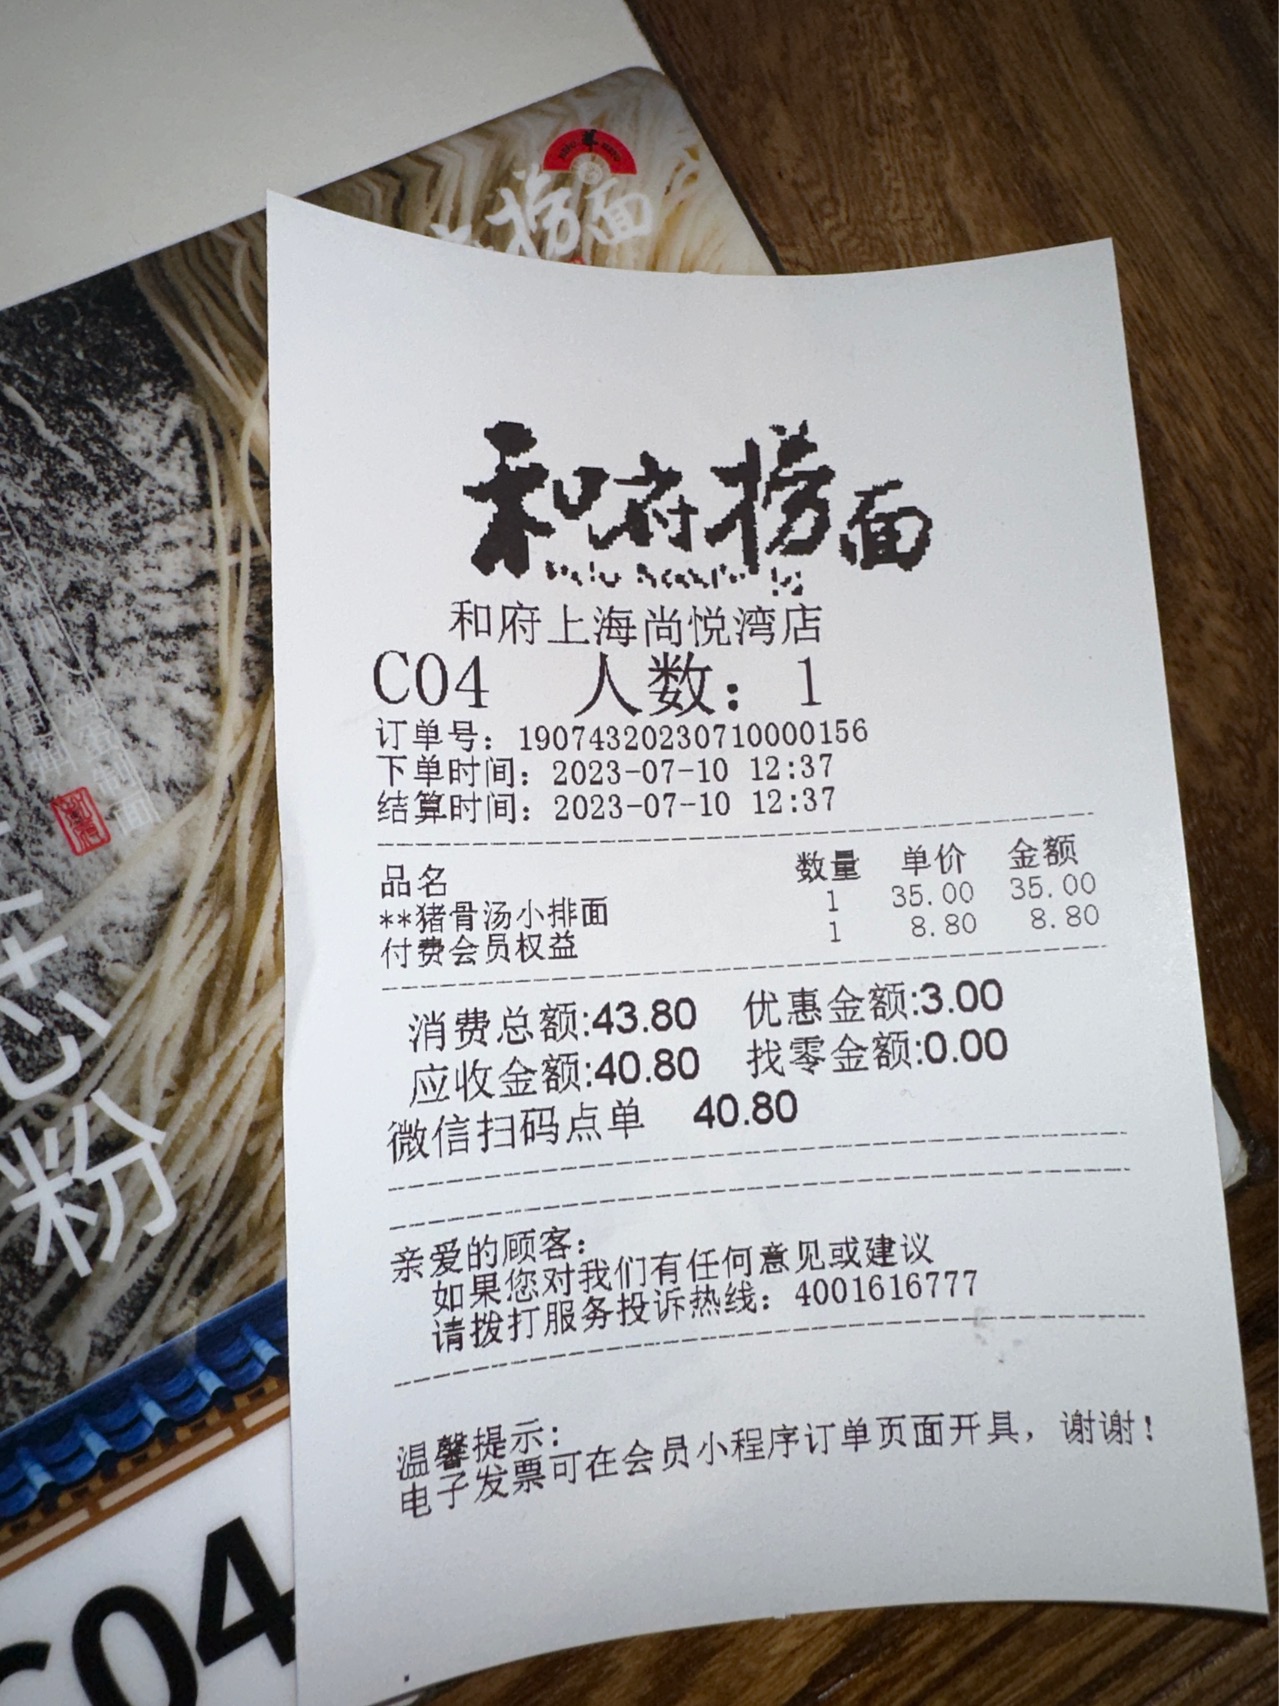 捞面
和府捞面
和府上海尚悦湾店
C04 人数: 1
订单号: 19074320230710000156
下单时间: 2023-07-10 12:37
结算时间: 2023-07-10 12:37
品名 数量 单价 金额
**猪骨汤小排面 1 35.00 35.00
付费会员权益 1 8.80 8.80
消费总额:43.80 优惠金额:3.00
应收金额:40.80 找零金额:0.00
微信扫码点单 40.80
亲爱的顾客:
如果您对我们有任何意见或建议
请拨打服务投诉热线: 4001616777
温馨提示:
电子发票可在会员小程序订单页面开具, 谢谢!
粉
C04